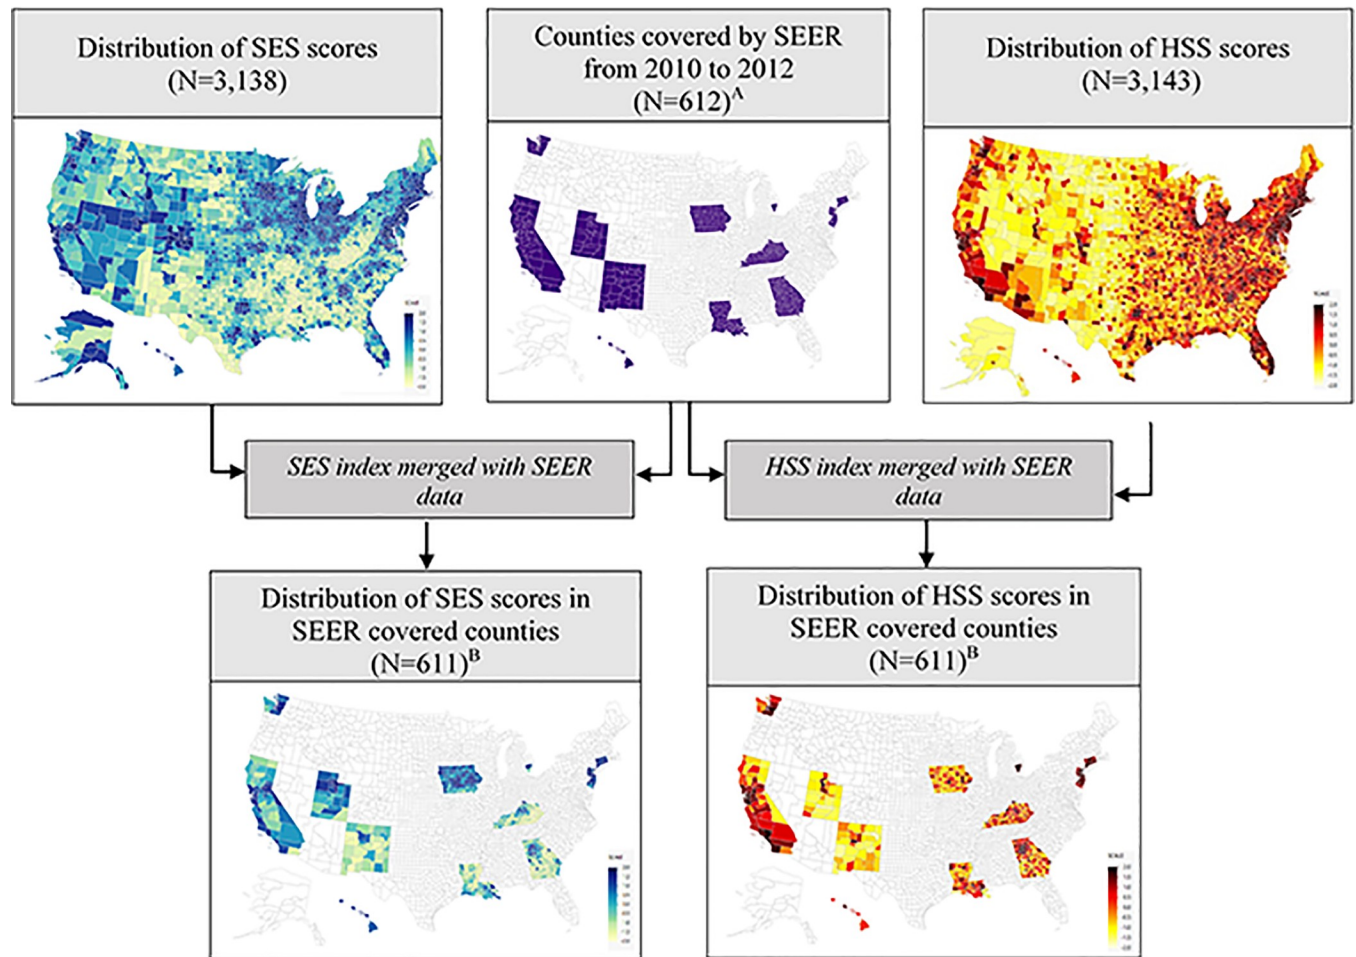 Distribution of SES scores
(N=3,138)
Counties covered by SEER
from 2010 to 2012
(N=612)ᴬ
Distribution of HSS scores
(N=3,143)
SES index merged with SEER
data
HSS index merged with SEER
data
Distribution of SES scores in
SEER covered counties
(N=611)ᴮ
Distribution of HSS scores in
SEER covered counties
(N=611)ᴮ